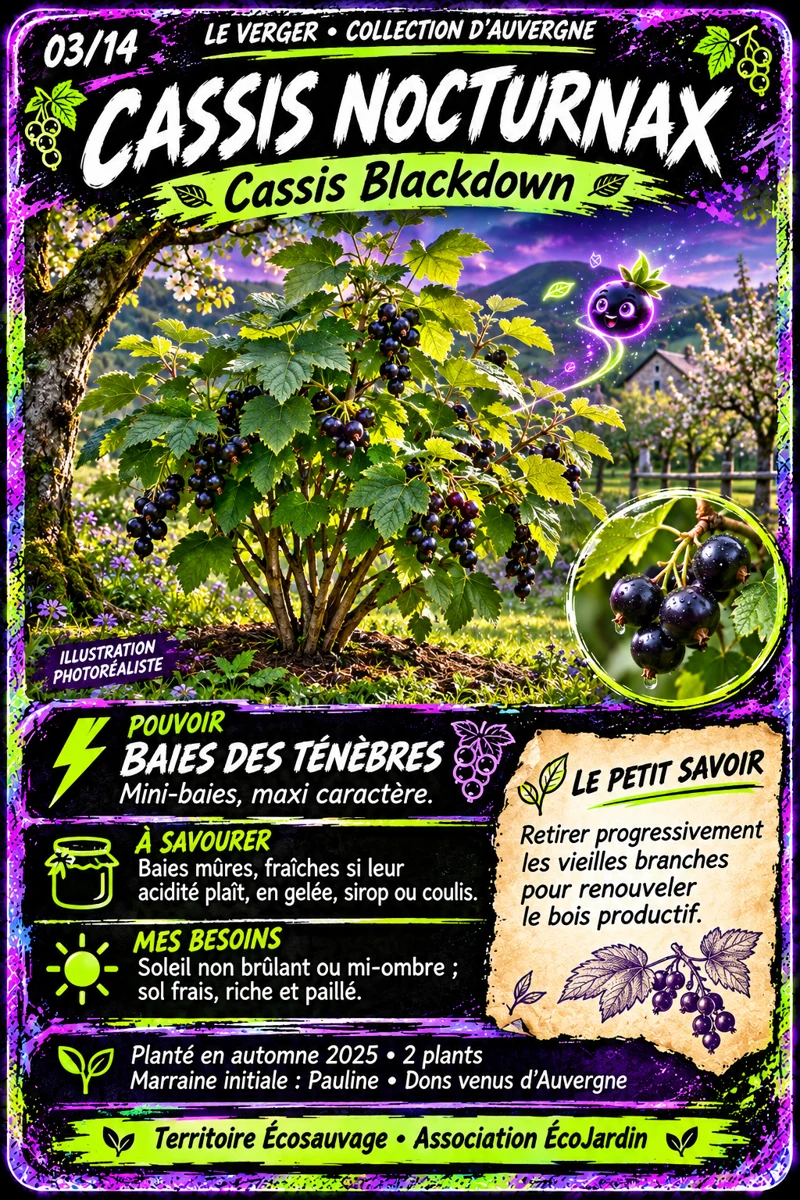 03/14
LE VERGER • COLLECTION D'AUVERGNE
CASSIS NOCTURNAX
Cassis Blackdown
ILLUSTRATION
PHOTORÉALISTE
POUVOIR
BAIES DES TÉNÈBRES
Mini-baies, maxi caractère.
À SAVOURER
Baies mûres, fraîches si leur
acidité plaît, en gelée, sirop ou coulis.
MES BESOINS
Soleil non brûlant ou mi-ombre ;
sol frais, riche et paillé.
LE PETIT SAVOIR
Retirer progressivement
les vieilles branches
pour renouveler
le bois productif.
Planté en automne 2025 • 2 plants
Marraine initiale : Pauline • Dons venus d'Auvergne
Territoire Écosauvage • Association ÉcoJardin